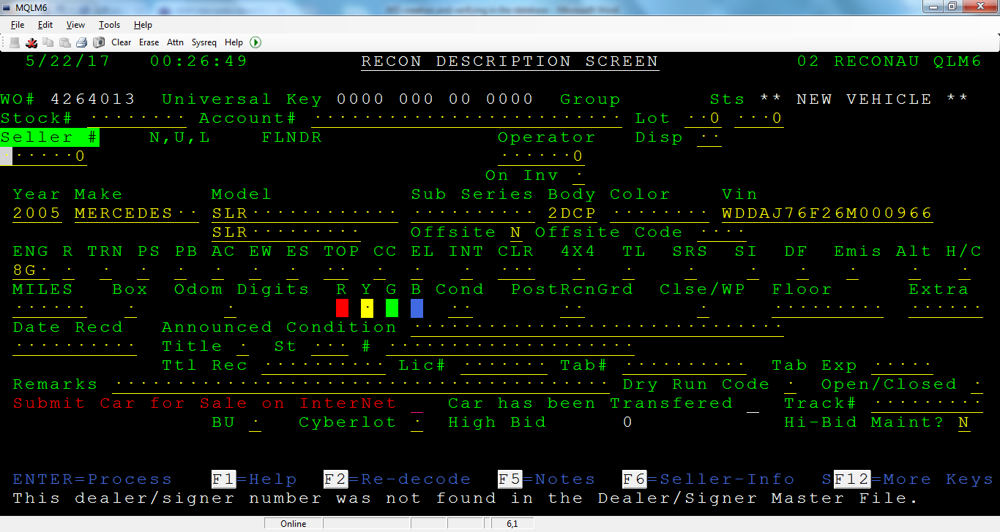 MQLM6
File Edit View Tools Help
Clear Erase Attn Sysreq Help
5/22/17 00:26:49 RECON DESCRIPTION SCREEN 02 RECONAU QLM6
WO# 4264013 Universal Key 0000 000 00 0000 Group Sts ** NEW VEHICLE **
Stock# Account# Lot 0 0
Seller # N,U,L FLNDR Operator Disp
0 0
On Inv
Year Make Model Sub Series Body Color Vin
2005 MERCEDES SLR 2DCP WDDAJ76F26M000966
SLR Offsite N Offsite Code
ENG R TRN PS PB AC EW ES TOP CC EL INT CLR 4X4 TL SRS SI DF Emis Alt H/C
8G
MILES Box Odom Digits R Y G B Cond PostRcnGrd Clse/WP Floor Extra
Date Recd Announced Condition
Title St #
Ttl Rec Lic# Tab# Tab Exp
Remarks Dry Run Code Open/Closed
Submit Car for Sale on InterNet Car has been Transfered Track#
BU Cyberlot High Bid 0 Hi-Bid Maint? N
ENTER=Process F1=Help F2=Re-decode F5=Notes F6=Seller-Info SF12=More Keys
This dealer/signer number was not found in the Dealer/Signer Master File.
Online 6,1